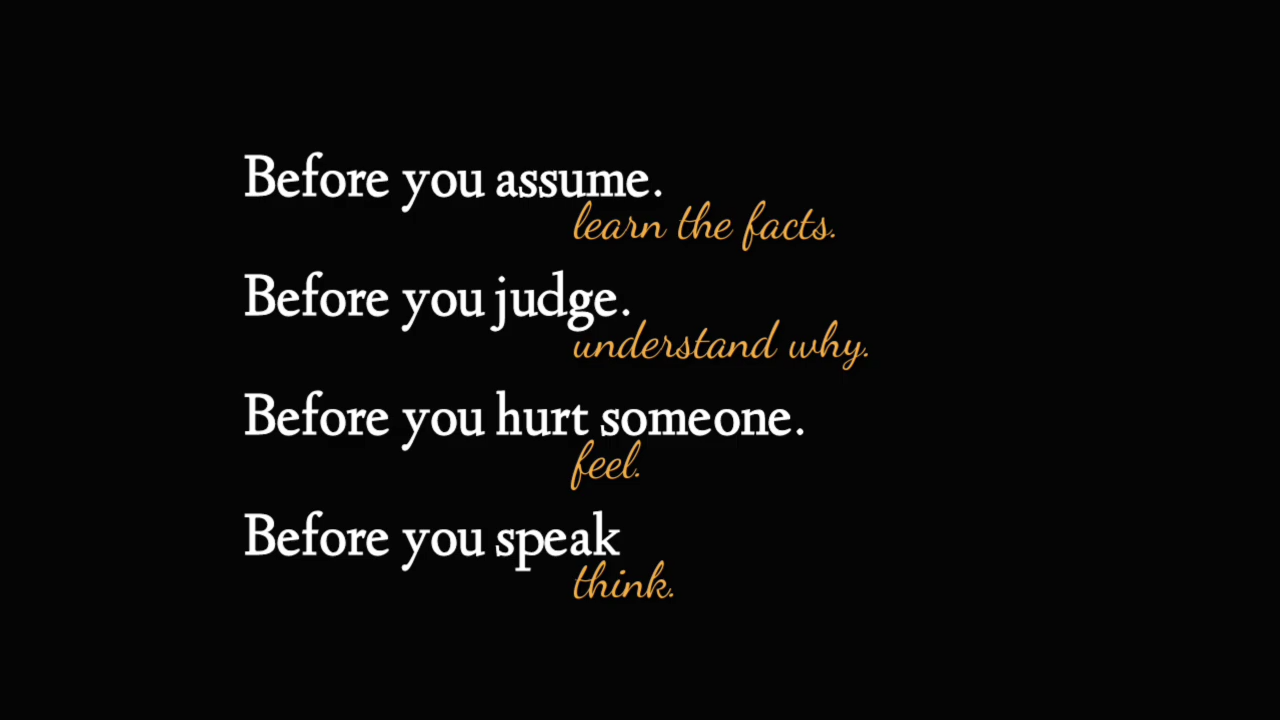 Before you assume.
learn the facts.
Before you judge.
understand why.
Before you hurt someone.
feel.
Before you speak
think.